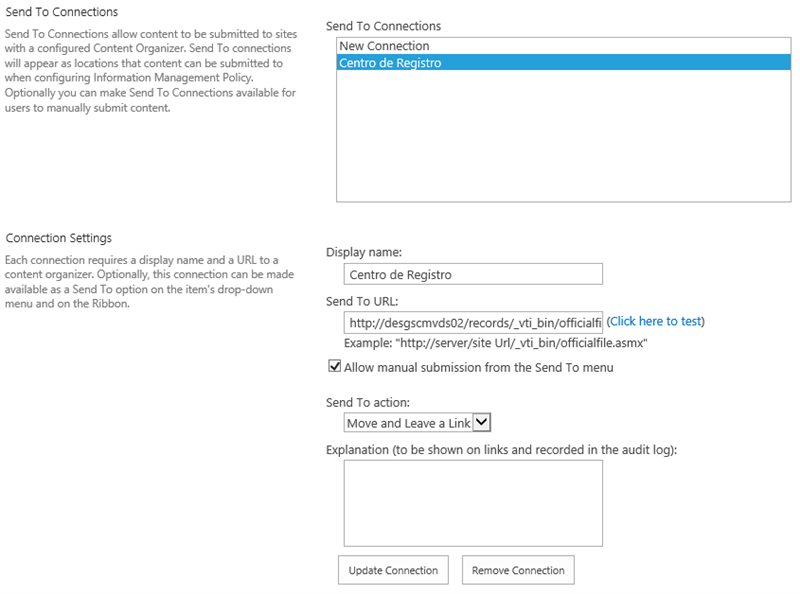 Send To Connections
Send To Connections allow content to be submitted to sites
with a configured Content Organizer. Send To connections
will appear as locations that content can be submitted to
when configuring Information Management Policy.
Optionally you can make Send To Connections available for
users to manually submit content.
Send To Connections
New Connection
Centro de Registro
Connection Settings
Each connection requires a display name and a URL to a
content organizer. Optionally, this connection can be made
available as a Send To option on the item's drop-down
menu and on the Ribbon.
Display name:
Centro de Registro
Send To URL:
http://desgscmvds02/records/_vti_bin/officialfi (Click here to test)
Example: "http://server/site Url/_vti_bin/officialfile.asmx"
Allow manual submission from the Send To menu
Send To action:
Move and Leave a Link
Explanation (to be shown on links and recorded in the audit log):
Update Connection Remove Connection